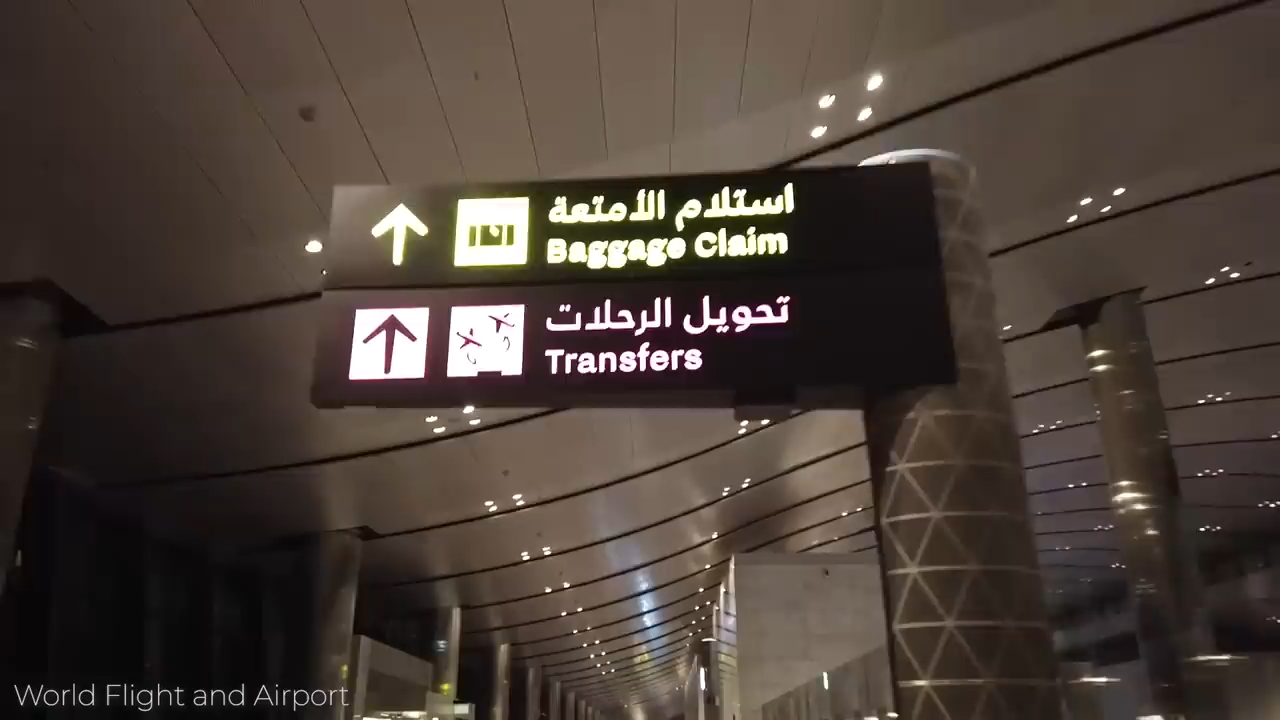 استلام الأمتعة
Baggage Claim
تحويل الرحلات
Transfers
World Flight and Airport